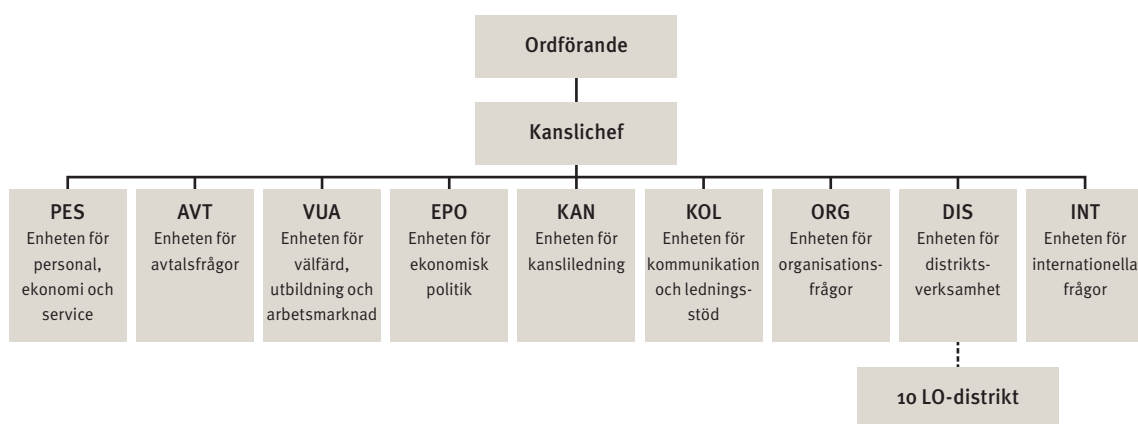 Ordförande
Kanslichef
PES
Enheten för
personal,
ekonomi och
service
AVT
Enheten för
avtalsfrågor
VUA
Enheten för
välfärd,
utbildning och
arbetsmarknad
EPO
Enheten för
ekonomisk
politik
KAN
Enheten för
kansliledning
KOL
Enheten för
kommunikation
och lednings-
stöd
ORG
Enheten för
organisations-
frågor
DIS
Enheten för
distrikts-
verksamhet
INT
Enheten för
internationella
frågor
10 LO-distrikt